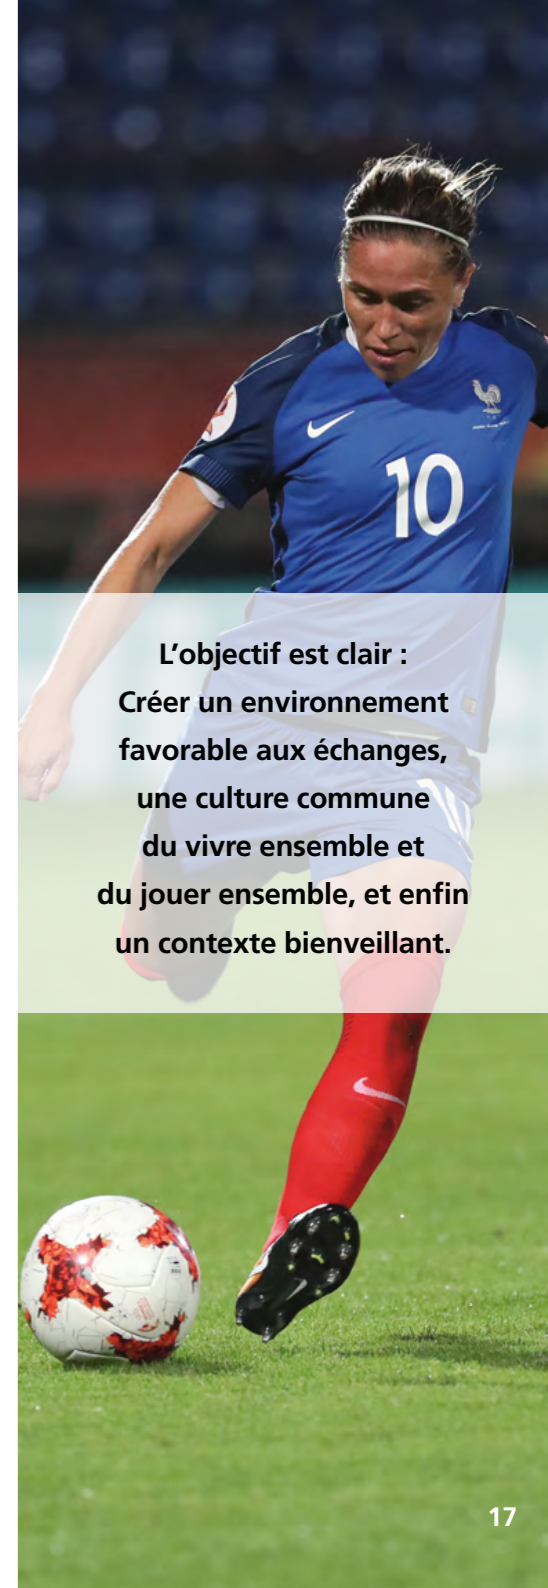 10
L’objectif est clair :
Créer un environnement
favorable aux échanges,
une culture commune
du vivre ensemble et
du jouer ensemble, et enfin
un contexte bienveillant.
17